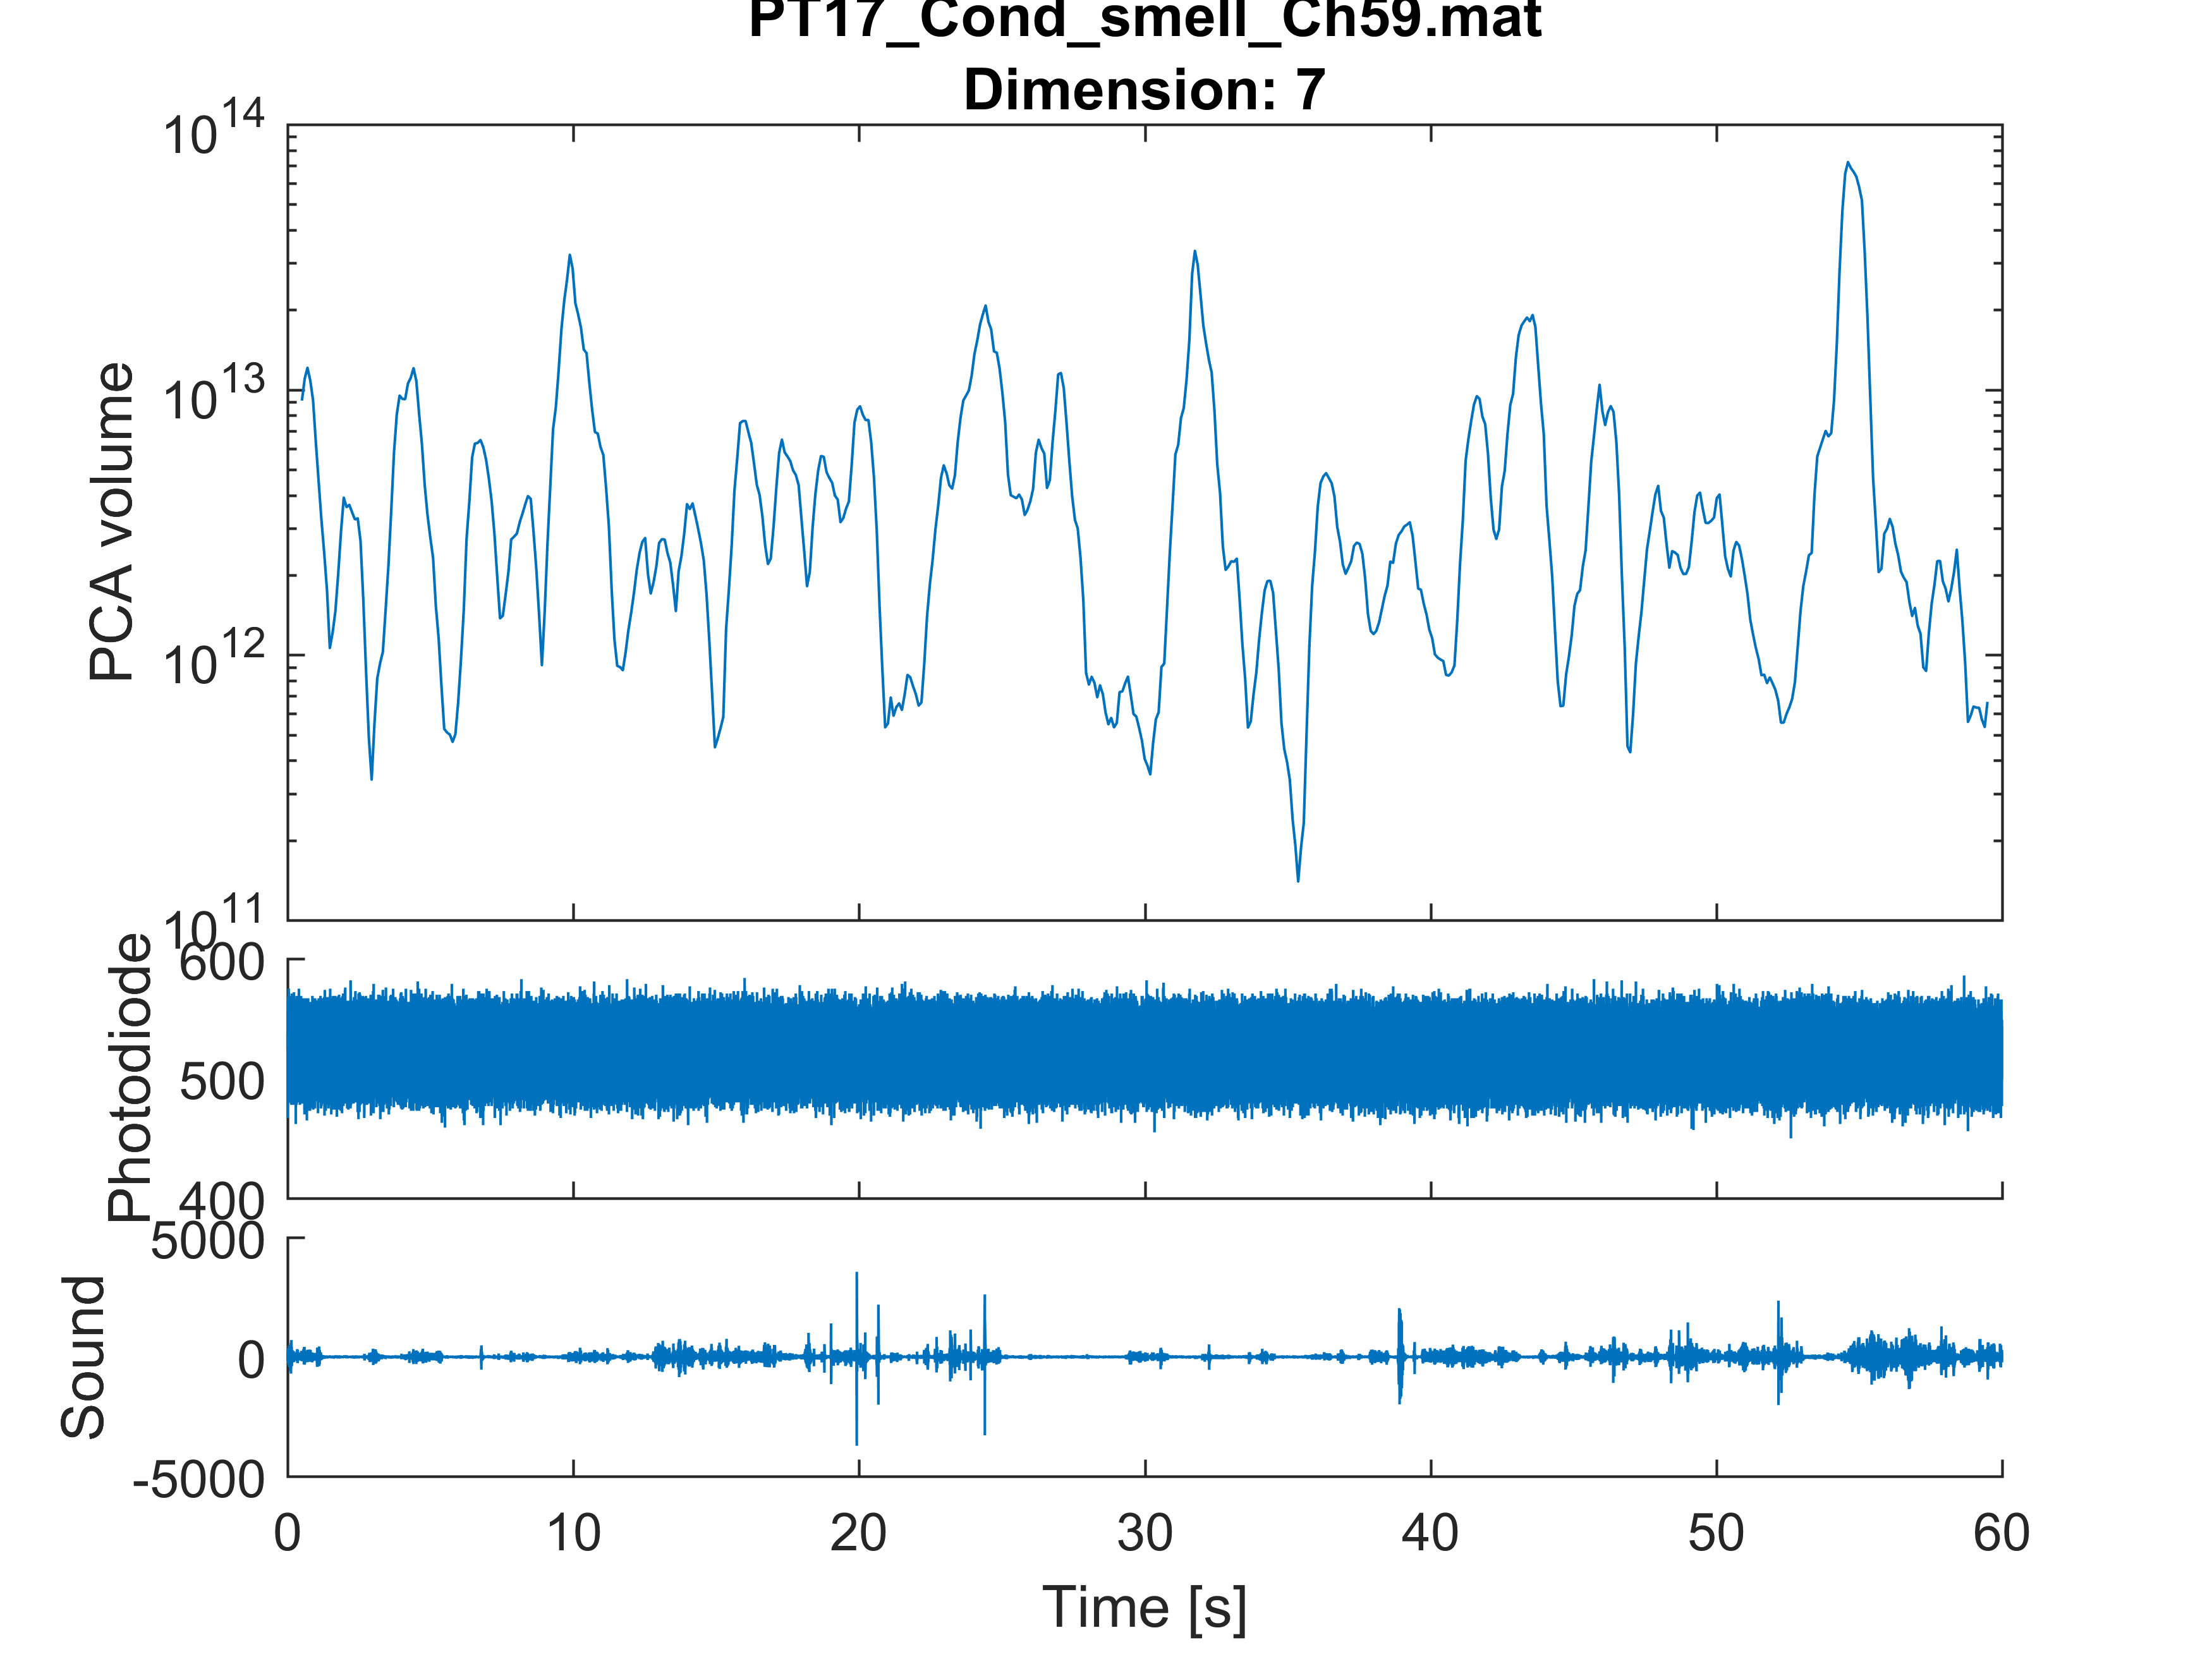 PT17_Cond_smell_Ch59.mat
Dimension: 7
PCA volume
10^14
10^13
10^12
10^11
Photodiode
600
500
400
Sound
5000
0
-5000
0 10 20 30 40 50 60
Time [s]